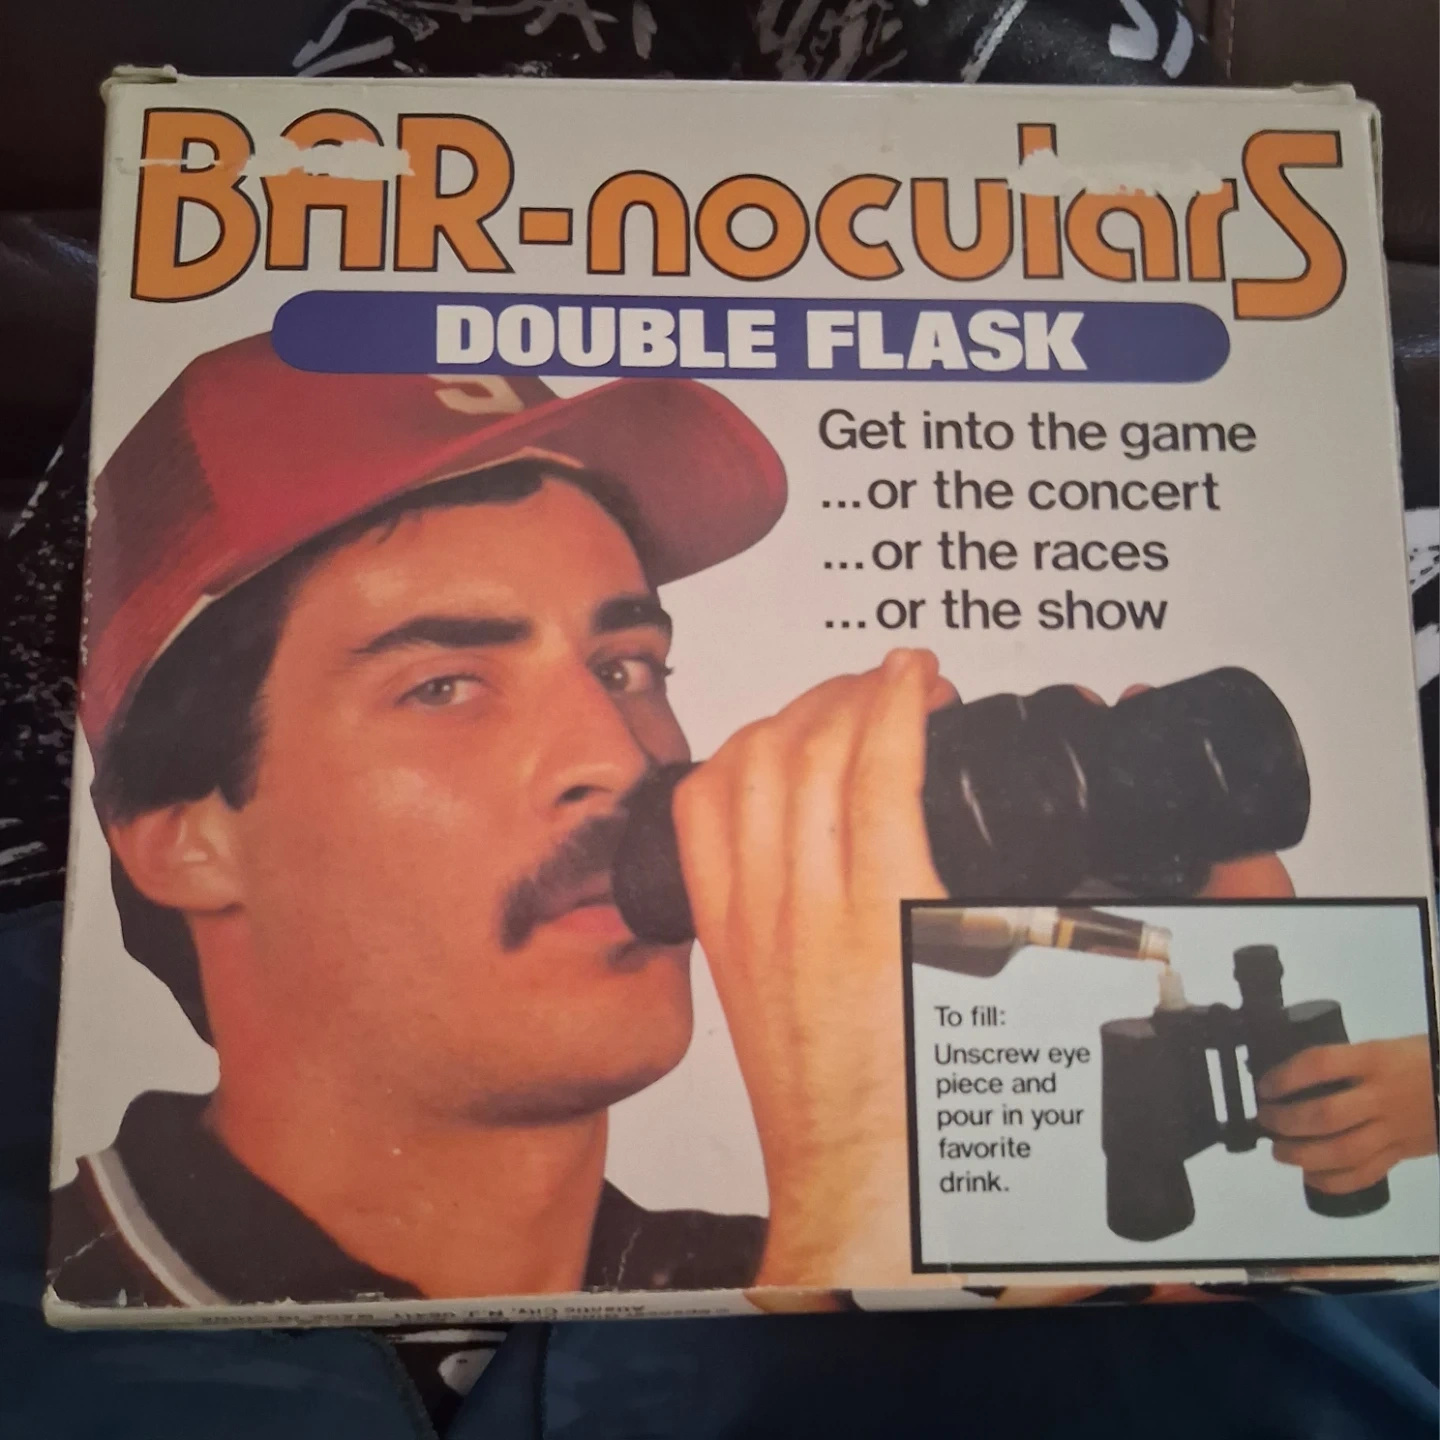 BAR-nocularS
DOUBLE FLASK
Get into the game
...or the concert
...or the races
...or the show
To fill:
Unscrew eye
piece and
pour in your
favorite
drink.